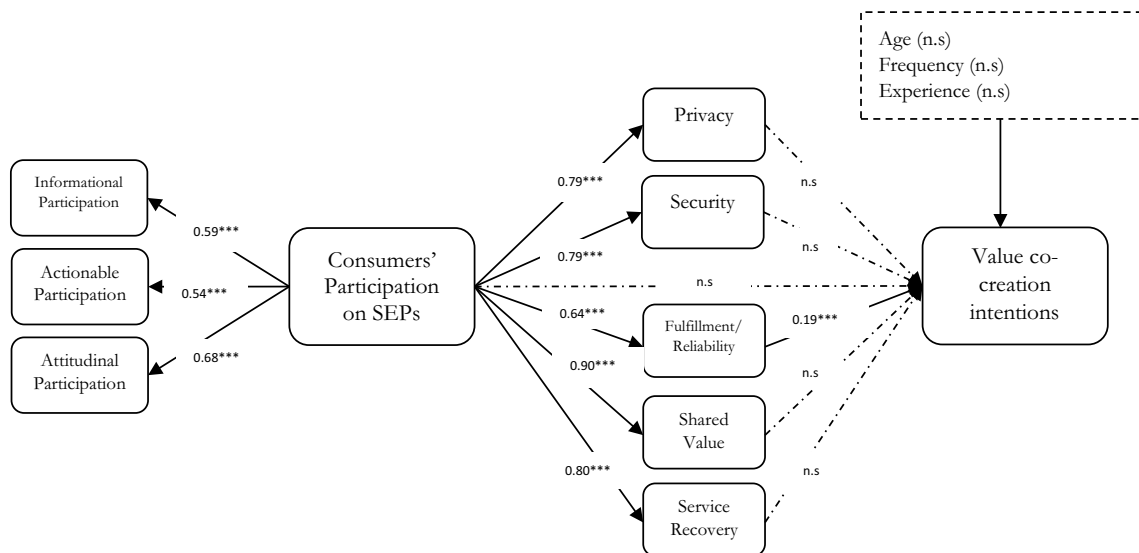 Age (n.s)
Frequency (n.s)
Experience (n.s)
Privacy
Informational
Participation
0.79***
n.s
Security
0.59***
Actionable
Participation
0.54***
Consumers’
Participation
on SEPs
0.79***
n.s
n.s
Value co-
creation
intentions
0.64***
Fulfillment/
Reliability
0.19***
Attitudinal
Participation
0.68***
0.90***
n.s
Shared
Value
0.80***
n.s
Service
Recovery